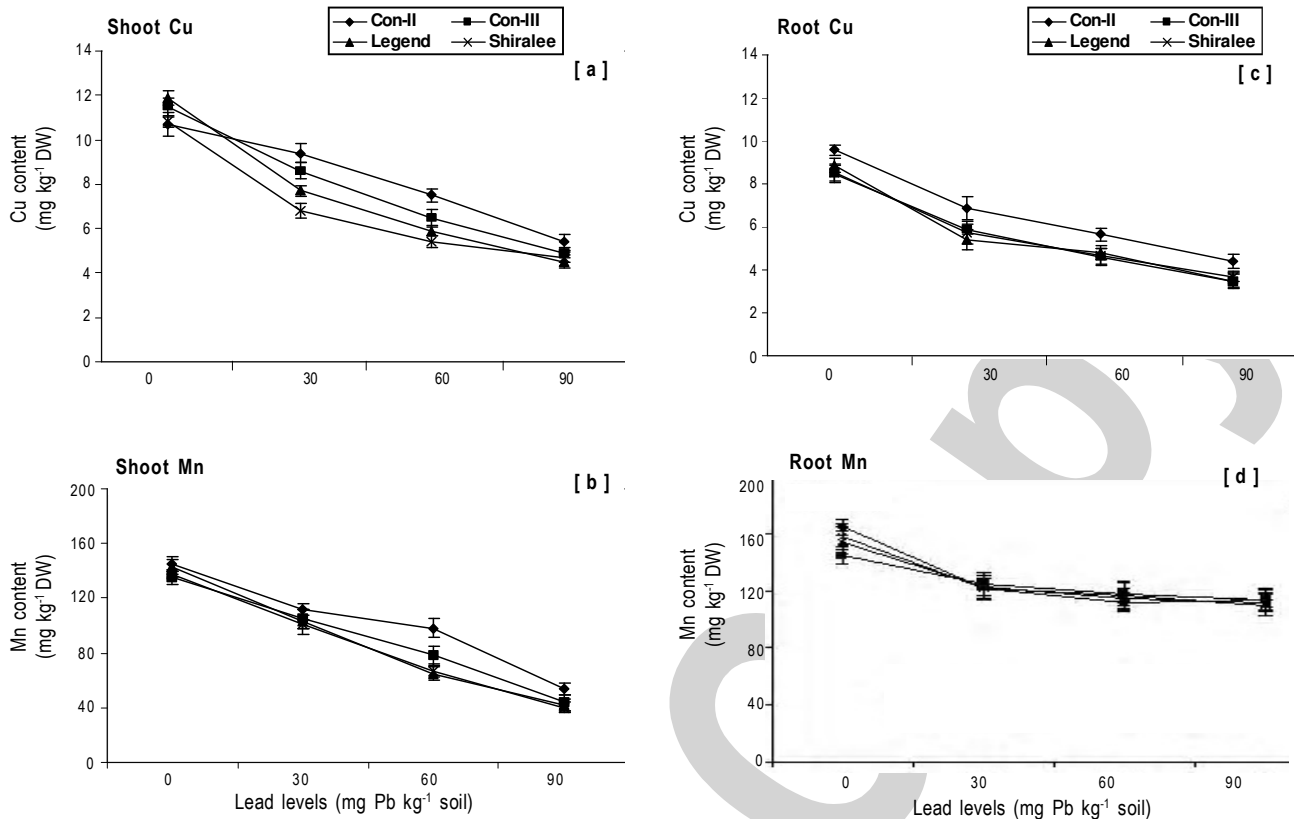 Shoot Cu
Con-II Con-III
Legend Shiralee
[ a ]
14
12
10
8
6
4
2
0
Cu content
(mg kg-1 DW)
0 30 60 90
Root Cu
Con-II Con-III
Legend Shiralee
[ c ]
14
12
10
8
6
4
2
0
Cu content
(mg kg-1 DW)
0 30 60 90
Shoot Mn
[ b ]
200
160
120
80
40
0
Mn content
(mg kg-1 DW)
0 30 60 90
Lead levels (mg Pb kg-1 soil)
Root Mn
[ d ]
200
160
120
120
40
0
Mn content
(mg kg-1 DW)
0 30 60 90
Lead levels (mg Pb kg-1 soil)